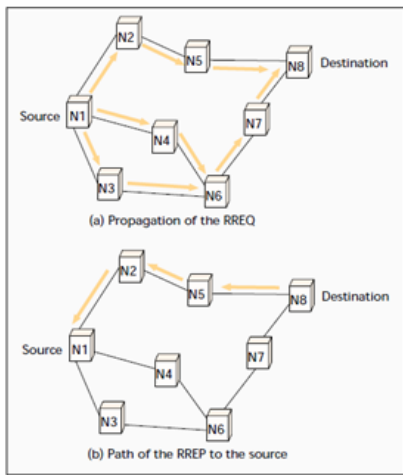 N2
N5
N8
Destination
Source
N1
N4
N7
N3
N6
(a) Propagation of the RREQ
N2
N5
N8
Destination
Source
N1
N4
N7
N3
N6
(b) Path of the RREP to the source